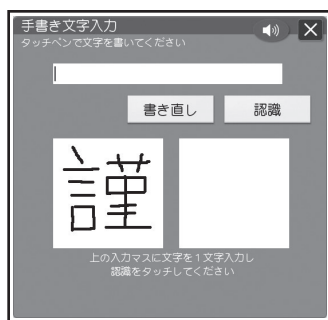 手書き文字入力
タッチペンで文字を書いてください
書き直し 認識
謹
上の入力マスに文字を1文字入力し
認識をタッチしてください